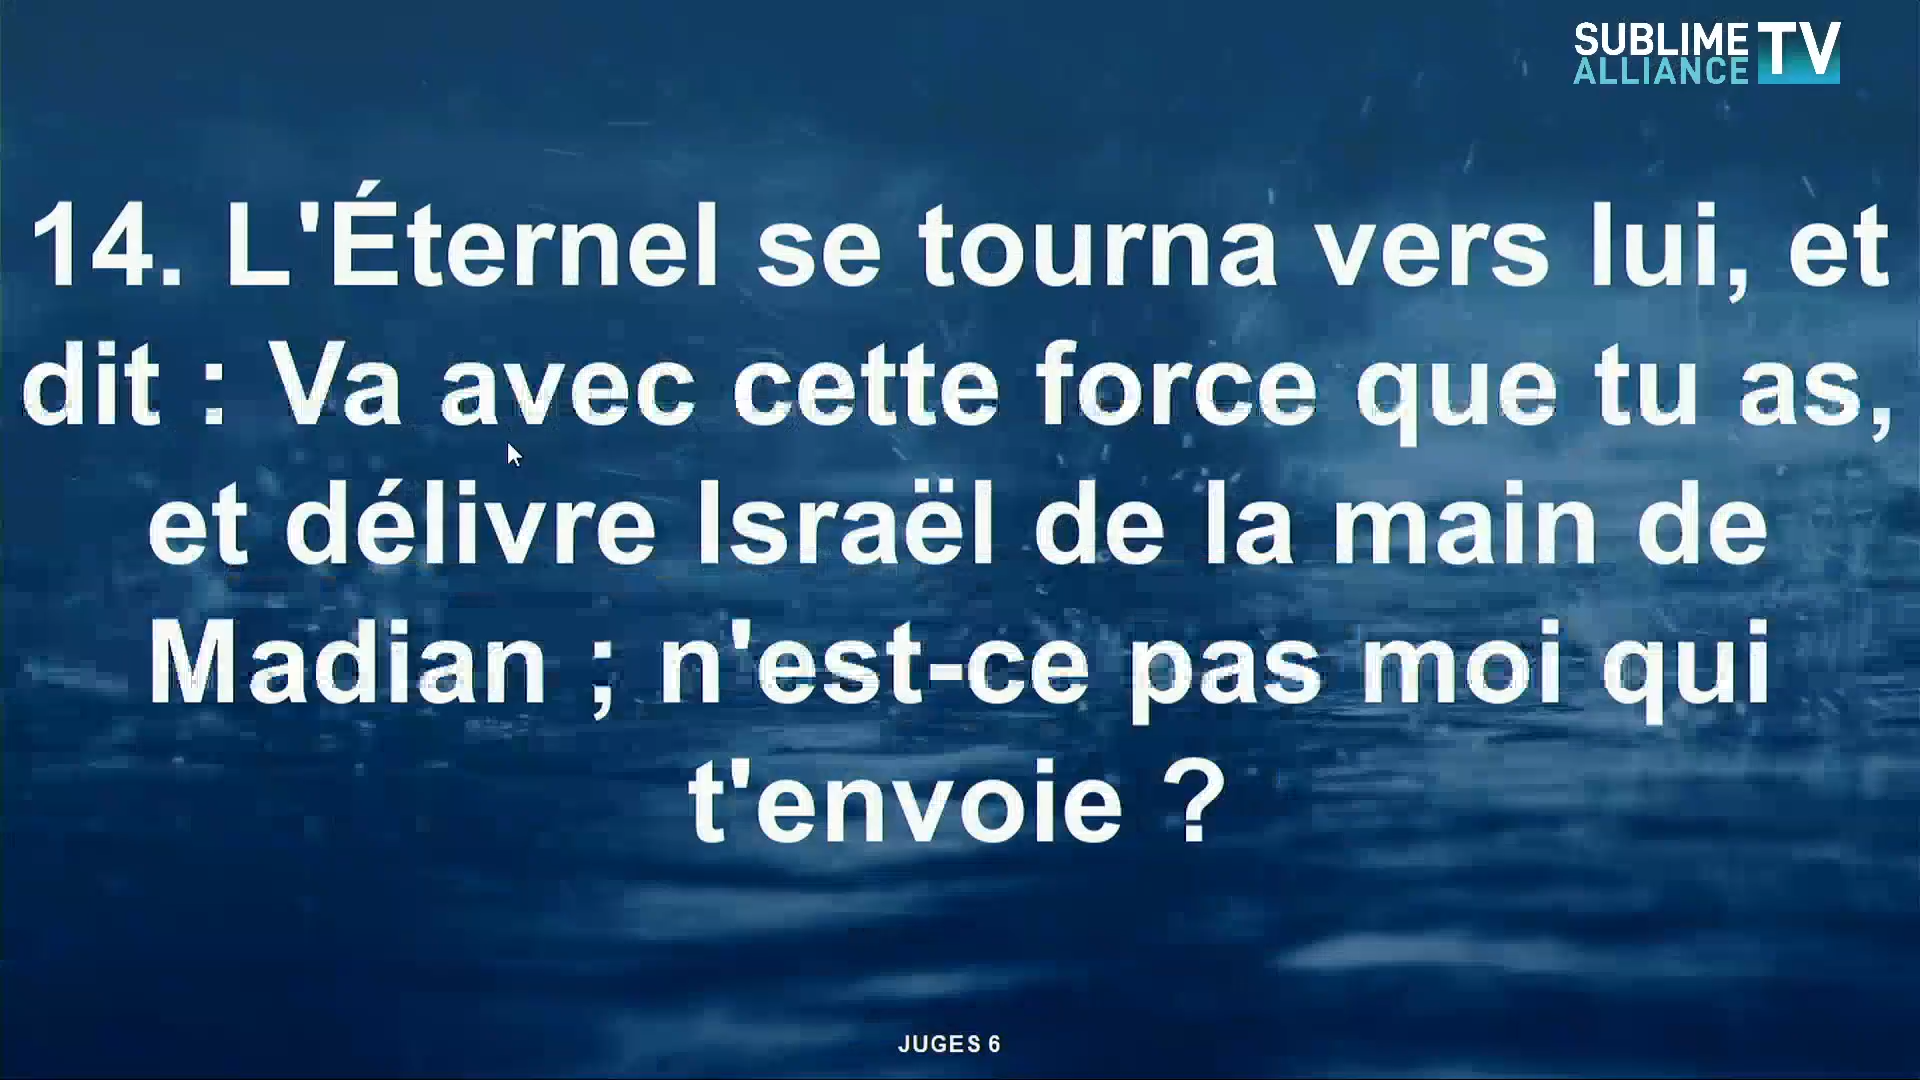 SUBLIME TV
ALLIANCE
14. L'Éternel se tourna vers lui, et
dit : Va avec cette force que tu as,
et délivre Israël de la main de
Madian ; n'est-ce pas moi qui
t'envoie ?
JUGES 6